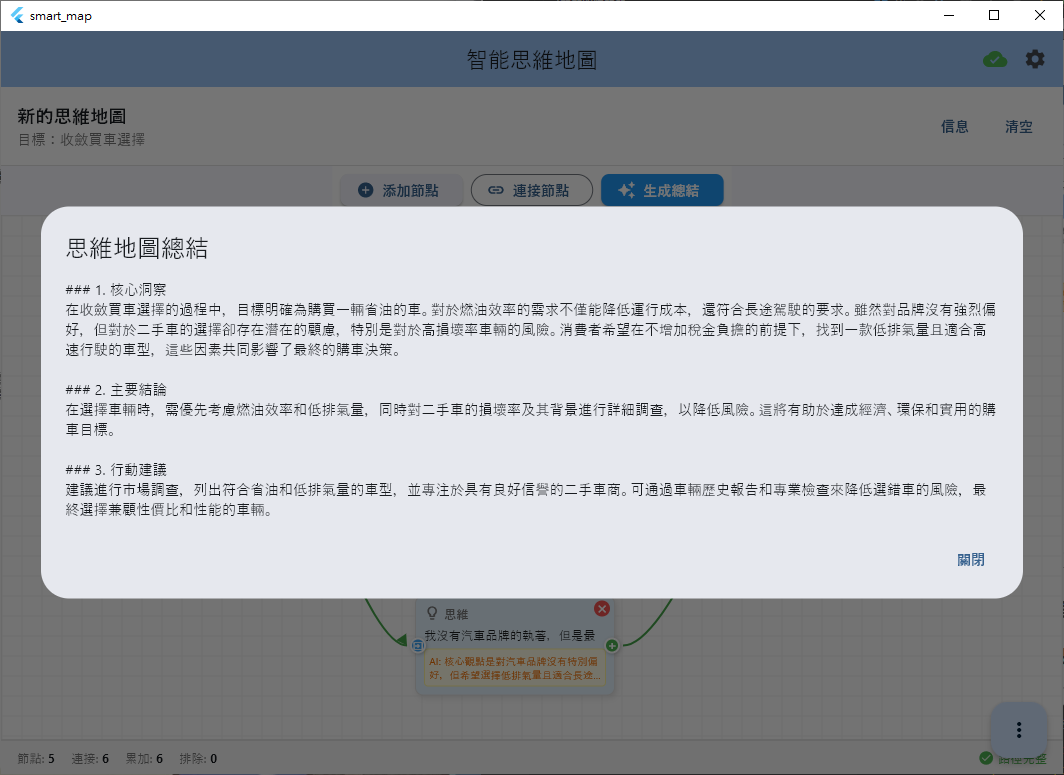 smart_map
智能思維地圖
新的思維地圖
目標：收斂買車選擇
信息
清空
添加節點
連接節點
生成總結
思維地圖總結
### 1. 核心洞察
在收斂買車選擇的過程中，目標明確為購買一輛省油的車。對於燃油效率的需求不僅能降低運行成本，還符合長途駕駛的要求。雖然對品牌沒有強烈偏
好，但對於二手車的選擇卻存在潛在的顧慮，特別是對於高損壞率車輛的風險。消費者希望在不增加稅金負擔的前提下，找到一款低排氣量且適合高
速行駛的車型，這些因素共同影響了最終的購車決策。
### 2. 主要結論
在選擇車輛時，需優先考慮燃油效率和低排氣量，同時對二手車的損壞率及其背景進行詳細調查，以降低風險。這將有助於達成經濟、環保和實用的購
車目標。
### 3. 行動建議
建議進行市場調查，列出符合省油和低排氣量的車型，並專注於具有良好信譽的二手車商。可通過車輛歷史報告和專業檢查來降低選錯車的風險，最
終選擇兼顧性價比和性能的車輛。
關閉
思維
我沒有汽車品牌的執著，但是最
AI: 核心觀點是對汽車品牌沒有特別偏
好，但希望選擇低排氣量且適合長途...
節點: 5
連接: 6
累加: 6
排除: 0
路徑完整